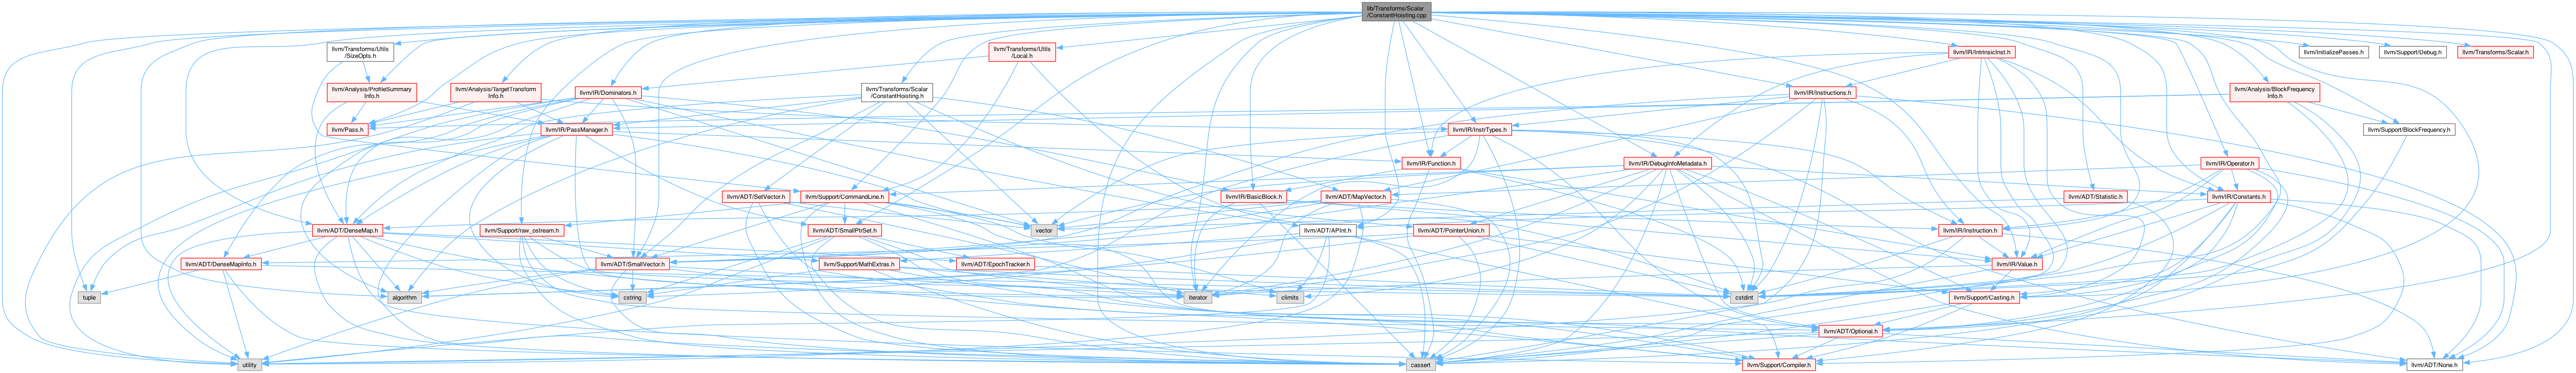 lib/Transforms/Scalar
/ConstantHoisting.cpp
llvm/Transforms/Utils
/SizeOpts.h
llvm/Transforms/Utils
/Local.h
llvm/IR/IntrinsicInst.h
llvm/InitializePasses.h
llvm/Support/Debug.h
llvm/Transforms/Scalar.h
llvm/Analysis/ProfileSummary
Info.h
llvm/Analysis/TargetTransform
Info.h
llvm/IR/Dominators.h
llvm/Transforms/Scalar
/ConstantHoisting.h
llvm/IR/Instructions.h
llvm/Analysis/BlockFrequency
Info.h
llvm/Pass.h
llvm/IR/PassManager.h
llvm/IR/InstrTypes.h
llvm/Support/BlockFrequency.h
llvm/IR/Function.h
llvm/IR/DebugInfoMetadata.h
llvm/IR/Operator.h
llvm/ADT/SetVector.h
llvm/Support/CommandLine.h
llvm/IR/BasicBlock.h
llvm/ADT/MapVector.h
llvm/ADT/Statistic.h
llvm/IR/Constants.h
llvm/ADT/DenseMap.h
llvm/Support/raw_ostream.h
llvm/ADT/SmallPtrSet.h
vector
llvm/ADT/APInt.h
llvm/ADT/PointerUnion.h
llvm/IR/Instruction.h
llvm/ADT/DenseMapInfo.h
llvm/ADT/SmallVector.h
llvm/Support/MathExtras.h
llvm/ADT/EpochTracker.h
llvm/IR/Value.h
tuple
algorithm
cstring
iterator
climits
cstdint
llvm/Support/Casting.h
llvm/ADT/Optional.h
utility
cassert
llvm/Support/Compiler.h
llvm/ADT/None.h